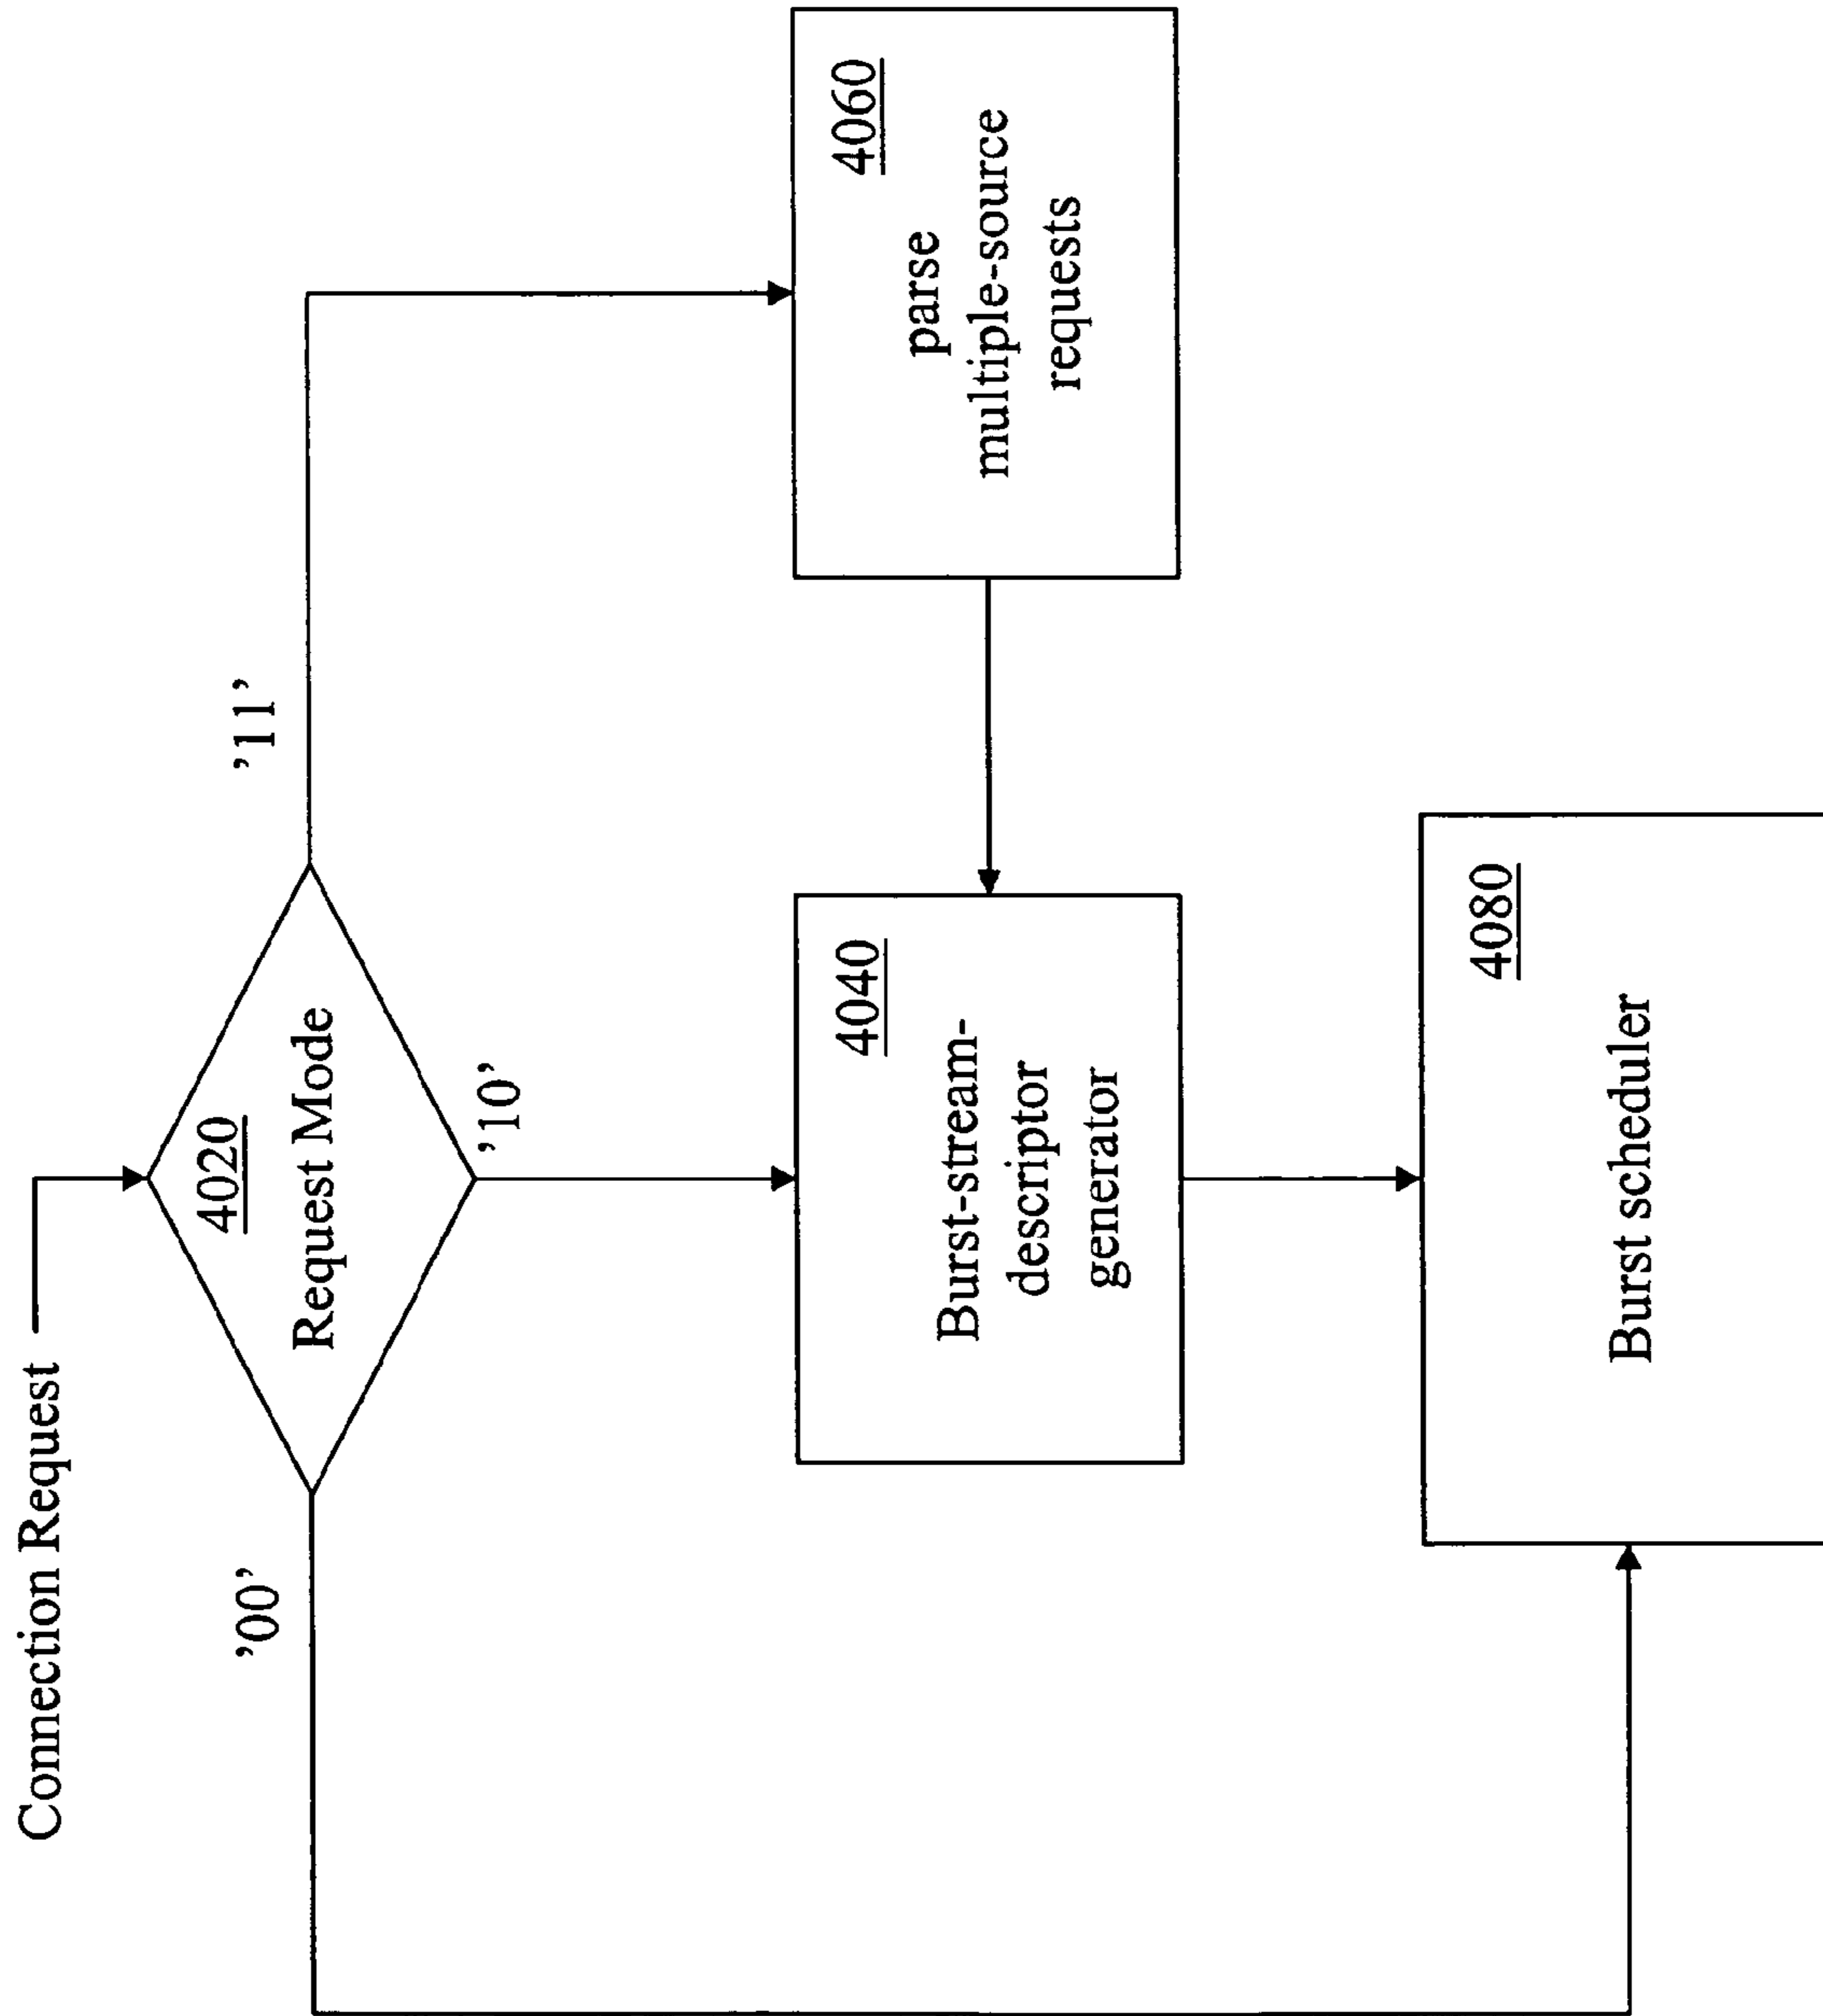 Connection Request
4020
Request Mode
’00’
’10’
’11’
4060
parse
multiple-source
requests
4040
Burst-stream-
descriptor
generator
4080
Burst scheduler